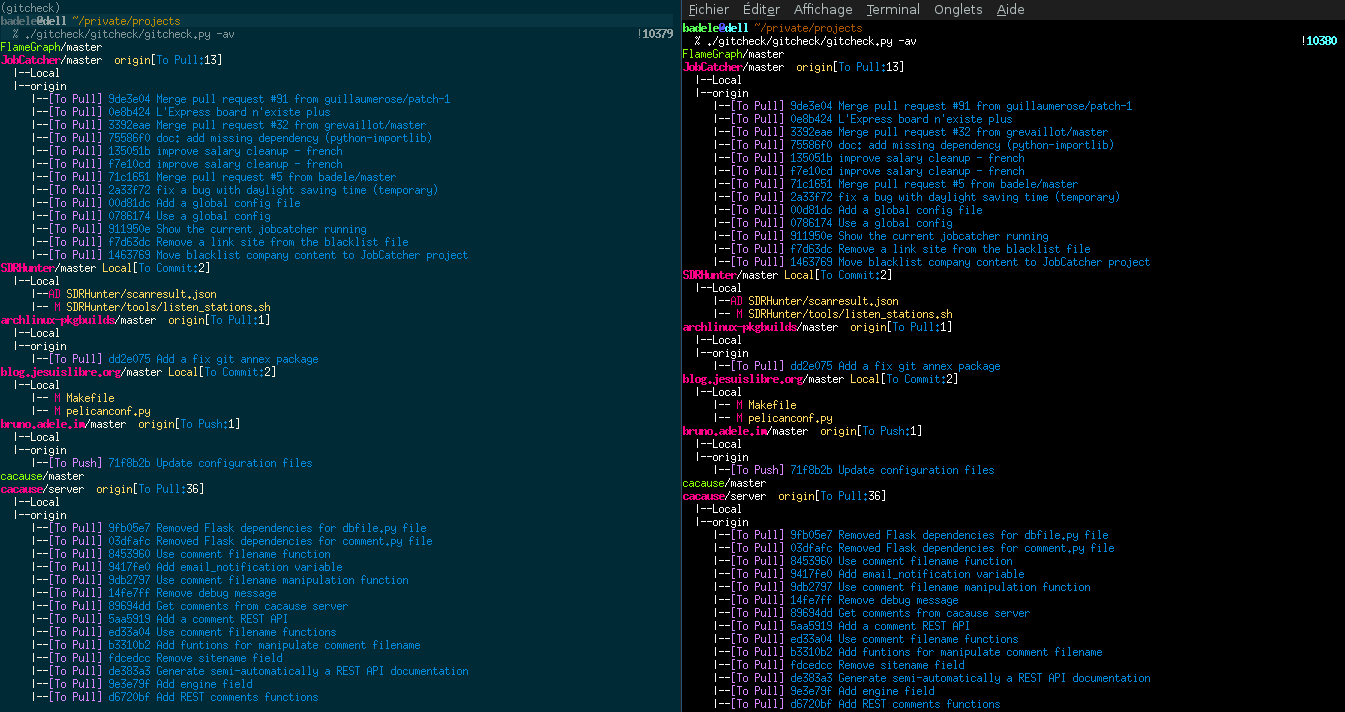 (gitcheck)
badele@dell ~/private/projects
% ./gitcheck/gitcheck/gitcheck.py -av !10379
FlameGraph/master
JobCatcher/master origin[To Pull:13]
|--Local
|--origin
|--[To Pull] 9de3e04 Merge pull request #91 from guillaumerose/patch-1
|--[To Pull] 0e8b424 L'Express board n'existe plus
|--[To Pull] 3392eae Merge pull request #32 from grevaillot/master
|--[To Pull] 75586f0 doc: add missing dependency (python-importlib)
|--[To Pull] 135051b improve salary cleanup - french
|--[To Pull] f7e10cd improve salary cleanup - french
|--[To Pull] 71c1651 Merge pull request #5 from badele/master
|--[To Pull] 2a33f72 fix a bug with daylight saving time (temporary)
|--[To Pull] 00d81dc Add a global config file
|--[To Pull] 0786174 Use a global config
|--[To Pull] 911950e Show the current jobcatcher running
|--[To Pull] f7d63dc Remove a link site from the blacklist file
|--[To Pull] 1463769 Move blacklist company content to JobCatcher project
SDRHunter/master Local[To Commit:2]
|--Local
|--AD SDRHunter/scanresult.json
|-- M SDRHunter/tools/listen_stations.sh
archlinux-pkgbuilds/master origin[To Pull:1]
|--Local
|--origin
|--[To Pull] dd2e075 Add a fix git annex package
blog.jesuislibre.org/master Local[To Commit:2]
|--Local
|-- M Makefile
|-- M pelicanconf.py
bruno.adele.im/master origin[To Push:1]
|--Local
|--origin
|--[To Push] 71f8b2b Update configuration files
cacause/master
cacause/server origin[To Pull:36]
|--Local
|--origin
|--[To Pull] 9fb05e7 Removed Flask dependencies for dbfile.py file
|--[To Pull] 03dfafc Removed Flask dependencies for comment.py file
|--[To Pull] 8453960 Use comment filename function
|--[To Pull] 9417fe0 Add email_notification variable
|--[To Pull] 9db2797 Use comment filename manipulation function
|--[To Pull] 14fe7ff Remove debug message
|--[To Pull] 89694dd Get comments from cacause server
|--[To Pull] 5aa5919 Add a comment REST API
|--[To Pull] ed33a04 Use comment filename functions
|--[To Pull] b3310b2 Add funtions for manipulate comment filename
|--[To Pull] fdcedcc Remove sitename field
|--[To Pull] de383a3 Generate semi-automatically a REST API documentation
|--[To Pull] 9e3e79f Add engine field
|--[To Pull] d6720bf Add REST comments functions
Fichier Éditer Affichage Terminal Onglets Aide
badele@dell ~/private/projects
% ./gitcheck/gitcheck/gitcheck.py -av !10380
FlameGraph/master
JobCatcher/master origin[To Pull:13]
|--Local
|--origin
|--[To Pull] 9de3e04 Merge pull request #91 from guillaumerose/patch-1
|--[To Pull] 0e8b424 L'Express board n'existe plus
|--[To Pull] 3392eae Merge pull request #32 from grevaillot/master
|--[To Pull] 75586f0 doc: add missing dependency (python-importlib)
|--[To Pull] 135051b improve salary cleanup - french
|--[To Pull] f7e10cd improve salary cleanup - french
|--[To Pull] 71c1651 Merge pull request #5 from badele/master
|--[To Pull] 2a33f72 fix a bug with daylight saving time (temporary)
|--[To Pull] 00d81dc Add a global config file
|--[To Pull] 0786174 Use a global config
|--[To Pull] 911950e Show the current jobcatcher running
|--[To Pull] f7d63dc Remove a link site from the blacklist file
|--[To Pull] 1463769 Move blacklist company content to JobCatcher project
SDRHunter/master Local[To Commit:2]
|--Local
|--AD SDRHunter/scanresult.json
|-- M SDRHunter/tools/listen_stations.sh
archlinux-pkgbuilds/master origin[To Pull:1]
|--Local
|--origin
|--[To Pull] dd2e075 Add a fix git annex package
blog.jesuislibre.org/master Local[To Commit:2]
|--Local
|-- M Makefile
|-- M pelicanconf.py
bruno.adele.im/master origin[To Push:1]
|--Local
|--origin
|--[To Push] 71f8b2b Update configuration files
cacause/master
cacause/server origin[To Pull:36]
|--Local
|--origin
|--[To Pull] 9fb05e7 Removed Flask dependencies for dbfile.py file
|--[To Pull] 03dfafc Removed Flask dependencies for comment.py file
|--[To Pull] 8453960 Use comment filename function
|--[To Pull] 9417fe0 Add email_notification variable
|--[To Pull] 9db2797 Use comment filename manipulation function
|--[To Pull] 14fe7ff Remove debug message
|--[To Pull] 89694dd Get comments from cacause server
|--[To Pull] 5aa5919 Add a comment REST API
|--[To Pull] ed33a04 Use comment filename functions
|--[To Pull] b3310b2 Add funtions for manipulate comment filename
|--[To Pull] fdcedcc Remove sitename field
|--[To Pull] de383a3 Generate semi-automatically a REST API documentation
|--[To Pull] 9e3e79f Add engine field
|--[To Pull] d6720bf Add REST comments functions